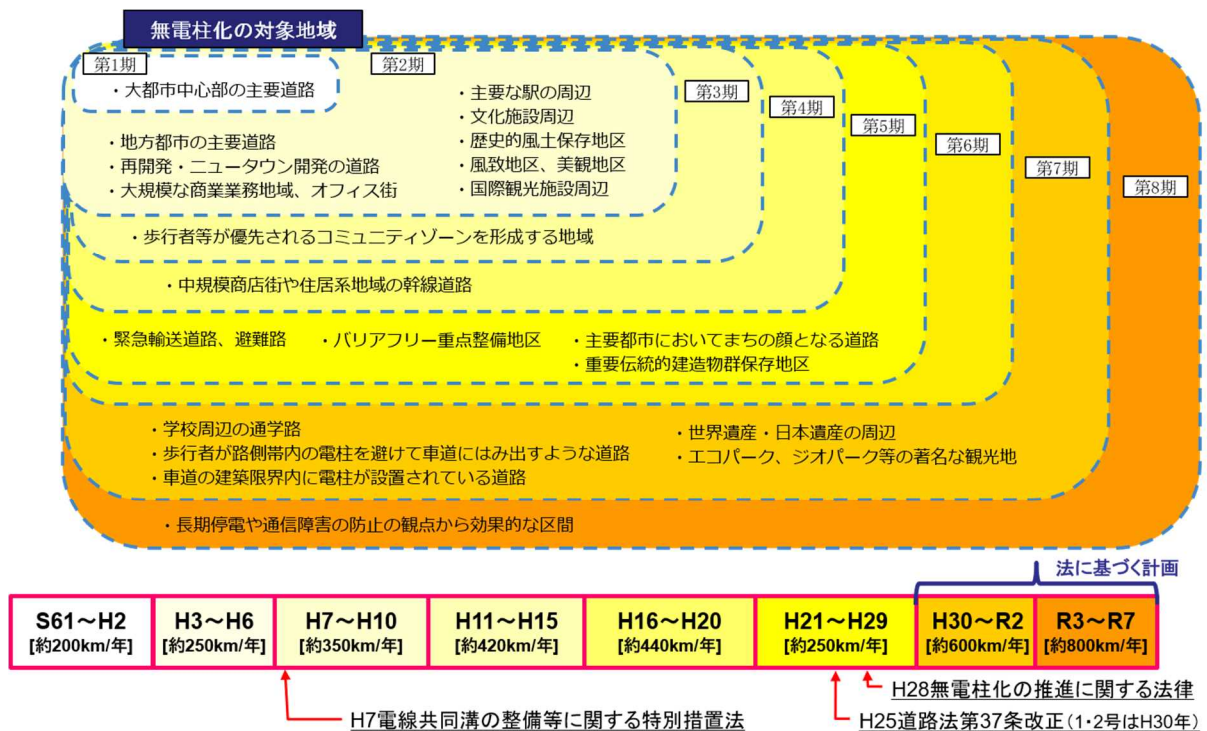 無電柱化の対象地域
第1期
・大都市中心部の主要道路
第2期
・地方都市の主要道路
・再開発・ニュータウン開発の道路
・大規模な商業業務地域、オフィス街
・主要な駅の周辺
・文化施設周辺
・歴史的風土保存地区
・風致地区、美観地区
・国際観光施設周辺
第3期
・歩行者等が優先されるコミュニティゾーンを形成する地域
第4期
・中規模商店街や住居系地域の幹線道路
第5期
・緊急輸送道路、避難路
・バリアフリー重点整備地区
・主要都市においてまちの顔となる道路
・重要伝統的建造物群保存地区
第6期
第7期
・学校周辺の通学路
・歩行者が路側帯内の電柱を避けて車道にはみ出すような道路
・車道の建築限界内に電柱が設置されている道路
・世界遺産・日本遺産の周辺
・エコパーク、ジオパーク等の著名な観光地
第8期
・長期停電や通信障害の防止の観点から効果的な区間
法に基づく計画
S61～H2
[約200km/年]
H3～H6
[約250km/年]
H7～H10
[約350km/年]
H11～H15
[約420km/年]
H16～H20
[約440km/年]
H21～H29
[約250km/年]
H30～R2
[約600km/年]
R3～R7
[約800km/年]
H28無電柱化の推進に関する法律
H7電線共同溝の整備等に関する特別措置法
H25道路法第37条改正(1・2号はH30年)